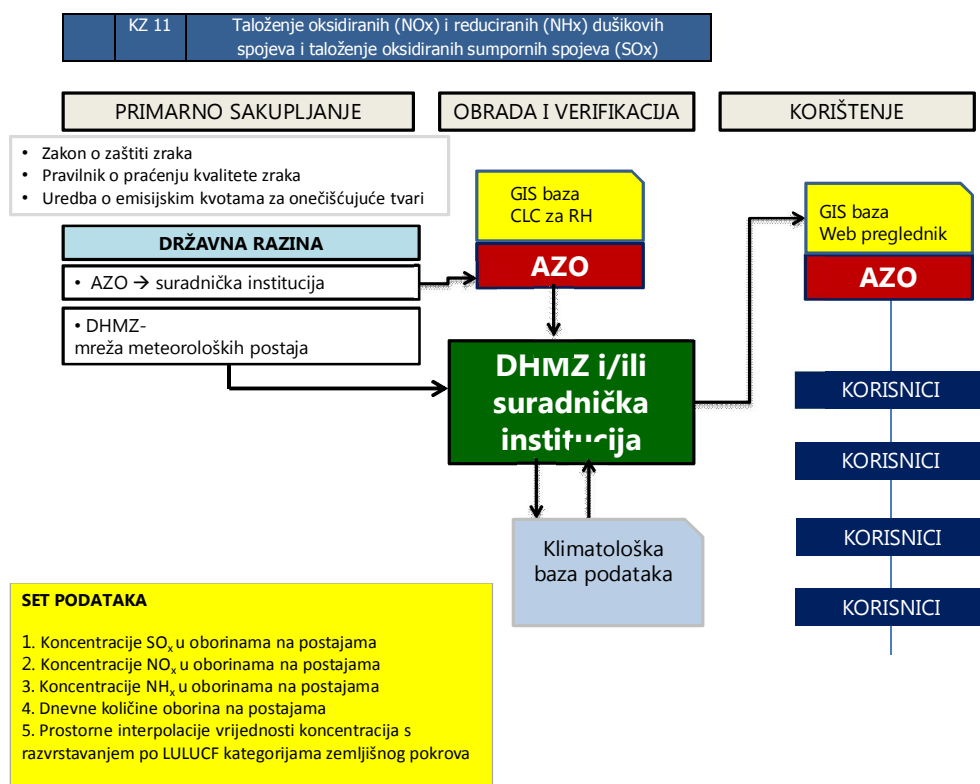 KZ 11
Taloženje oksidiranih (NOx) i reduciranih (NHx) dušikovih
spojeva i taloženje oksidiranih sumpornih spojeva (SOx)
PRIMARNO SAKUPLJANJE
OBRADA I VERIFIKACIJA
KORIŠTENJE
• Zakon o zaštiti zraka
• Pravilnik o praćenju kvalitete zraka
• Uredba o emisijskim kvotama za onečišćujuće tvari
DRŽAVNA RAZINA
• AZO → suradnička institucija
• DHMZ-
mreža meteoroloških postaja
GIS baza
CLC za RH
AZO
DHMZ i/ili
suradnička
institucija
Klimatološka
baza podataka
GIS baza
Web preglednik
AZO
KORISNICI
KORISNICI
KORISNICI
KORISNICI
SET PODATAKA
1. Koncentracije SOx u oborinama na postajama
2. Koncentracije NOx u oborinama na postajama
3. Koncentracije NHx u oborinama na postajama
4. Dnevne količine oborina na postajama
5. Prostorne interpolacije vrijednosti koncentracija s
razvrstavanjem po LULUCF kategorijama zemljišnog pokrova